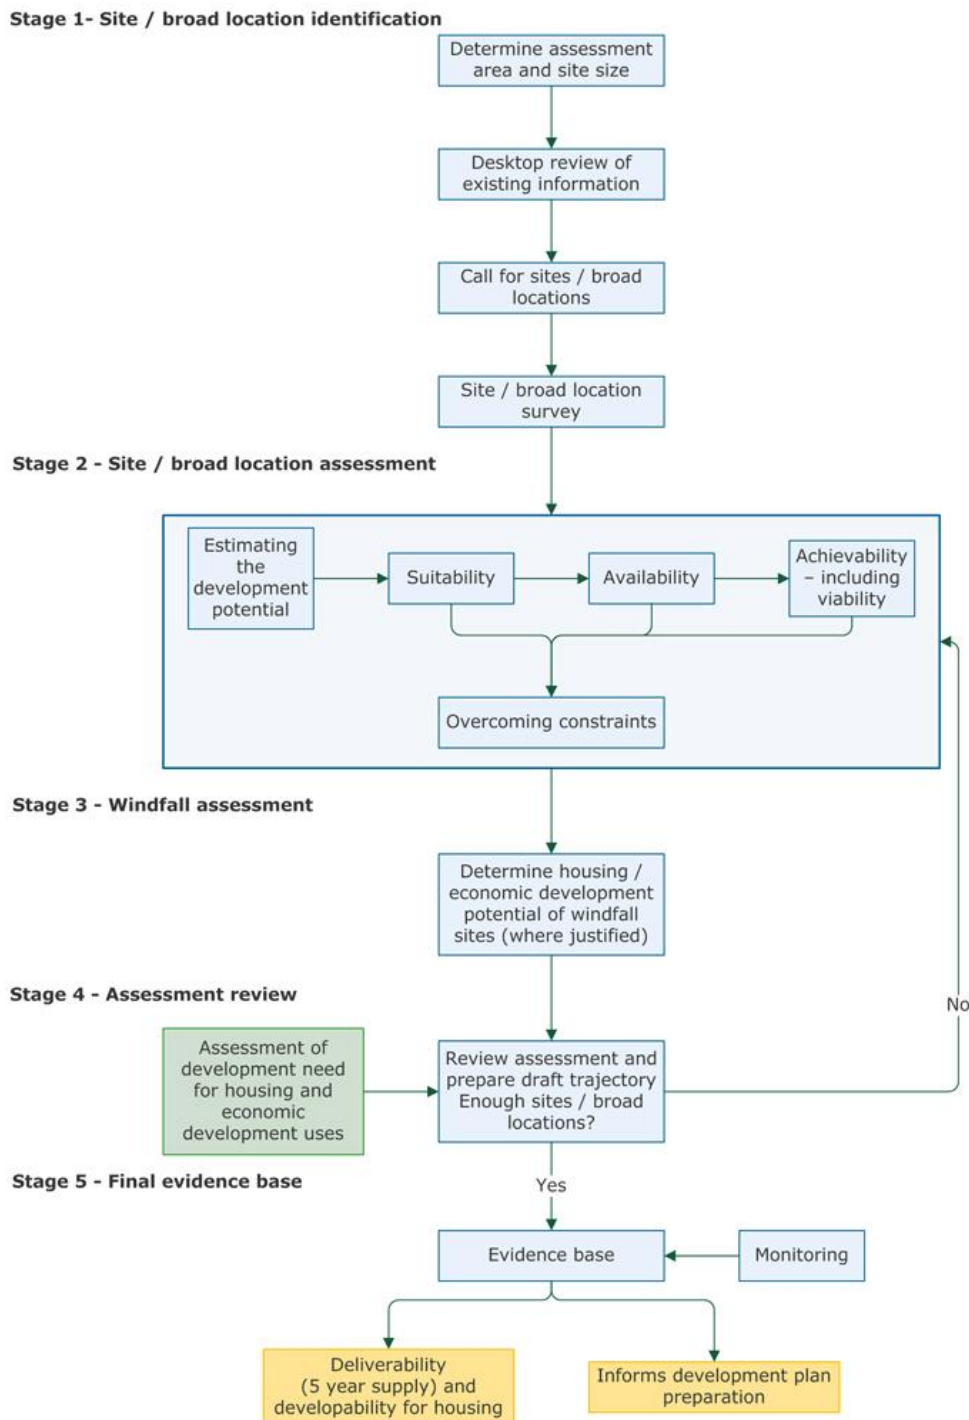 Stage 1- Site / broad location identification
Determine assessment
area and site size
Desktop review of
existing information
Call for sites / broad
locations
Site / broad location
survey
Stage 2 - Site / broad location assessment
Estimating
the
development
potential
Suitability
Availability
Achievability
– including
viability
Overcoming constraints
Stage 3 - Windfall assessment
Determine housing /
economic development
potential of windfall
sites (where justified)
Stage 4 - Assessment review
No
Assessment of
development need
for housing and
economic
development uses
Review assessment and
prepare draft trajectory
Enough sites / broad
locations?
Stage 5 - Final evidence base
Yes
Evidence base
Monitoring
Deliverability
(5 year supply) and
developability for housing
Informs development plan
preparation